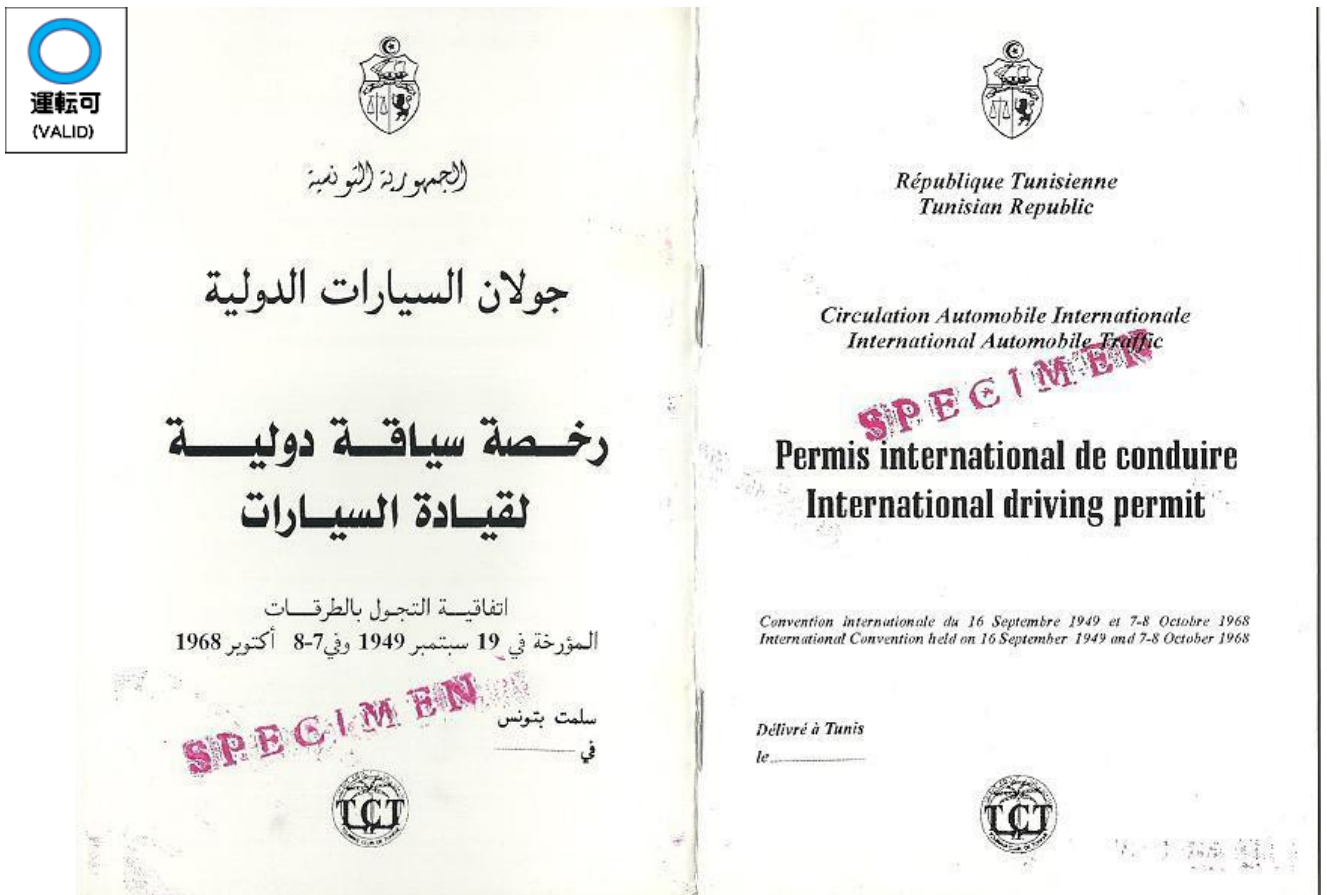 運転可
(VALID)
الجمهورية التونسية
جولان السيارات الدولية
رخصة سياقة دولية
لقيادة السيارات
اتفاقية التجول بالطرقات
المؤرخة في 19 سبتمبر 1949 وفي 7-8 أكتوبر 1968
SPECIMEN
سلمت بتونس
في
TCT
République Tunisienne
Tunisian Republic
Circulation Automobile Internationale
International Automobile Traffic
SPECIMEN
Permis international de conduire
International driving permit
Convention internationale du 16 Septembre 1949 et 7-8 Octobre 1968
International Convention held on 16 September 1949 and 7-8 October 1968
Délivré à Tunis
le
TCT